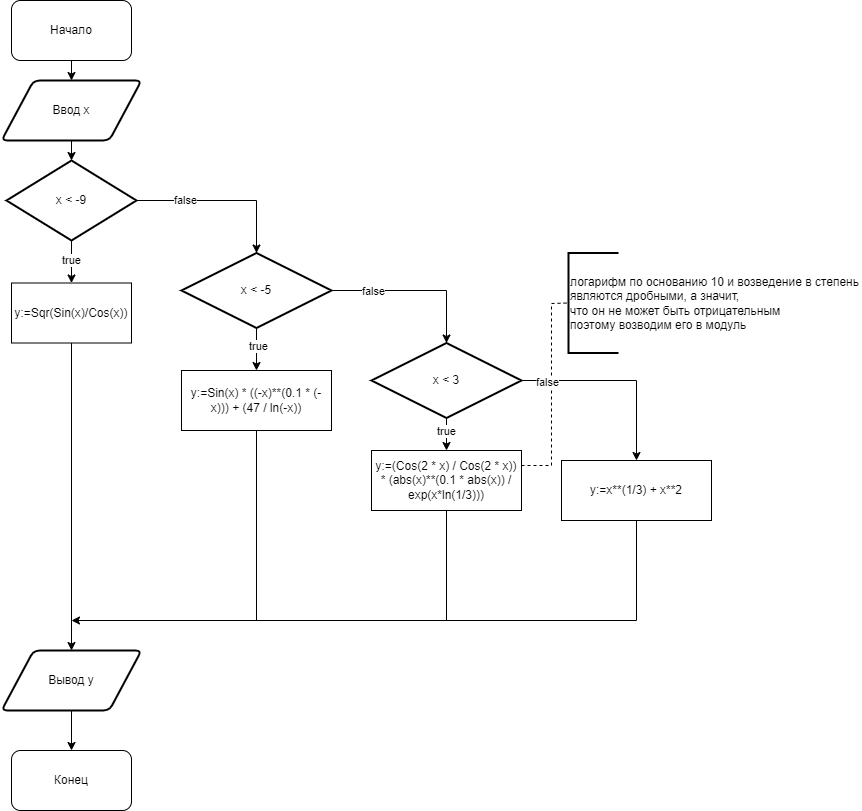 Начало
Ввод x
x < -9
false
true
y:=Sqr(Sin(x)/Cos(x))
x < -5
false
true
y:=Sin(x) * ((-x)**(0.1 * (-
x))) + (47 / ln(-x))
логарифм по основанию 10 и возведение в степень
являются дробными, а значит,
что он не может быть отрицательным
поэтому возводим его в модуль
x < 3
false
true
y:=(Cos(2 * x) / Cos(2 * x))
* (abs(x)**(0.1 * abs(x)) /
exp(x*ln(1/3)))
y:=x**(1/3) + x**2
Вывод y
Конец